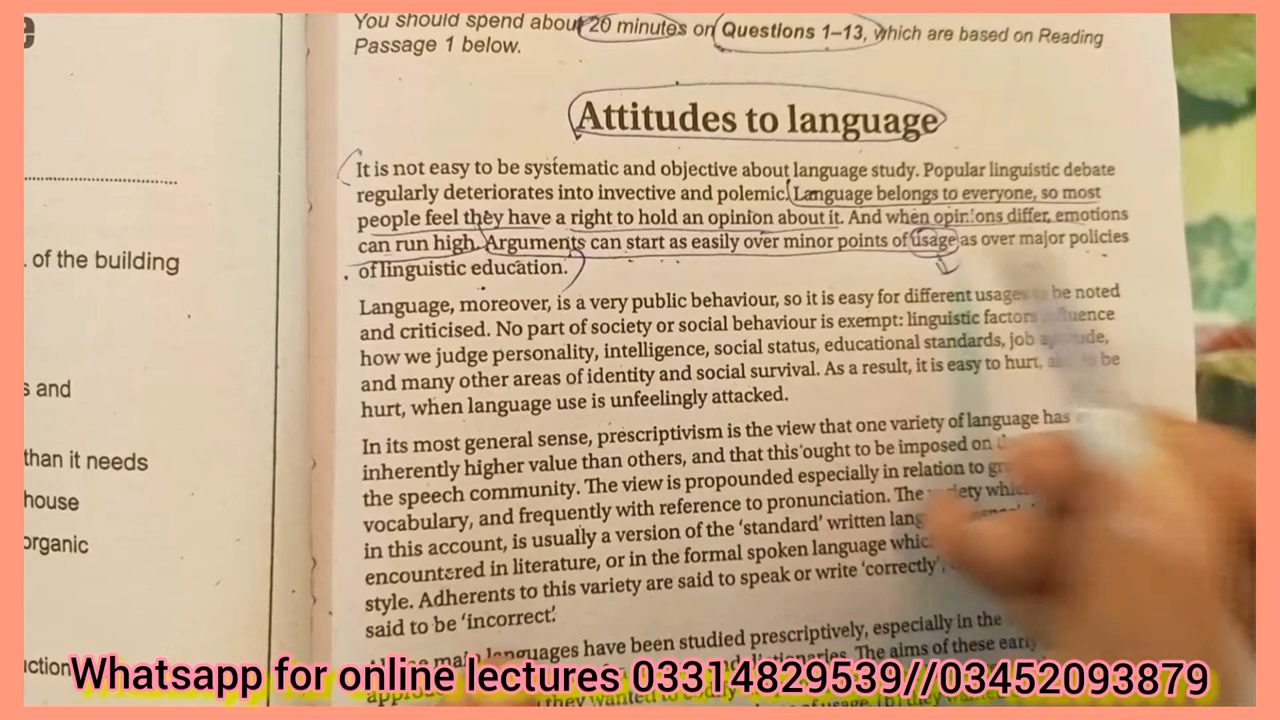 e
of the building
s and
than it needs
house
organic
uction
You should spend about 20 minutes on Questions 1–13, which are based on Reading
Passage 1 below.
Attitudes to language
It is not easy to be systematic and objective about language study. Popular linguistic debate
regularly deteriorates into invective and polemic. Language belongs to everyone, so most
people feel they have a right to hold an opinion about it. And when opinions differ, emotions
can run high. Arguments can start as easily over minor points of usage as over major policies
of linguistic education.
Language, moreover, is a very public behaviour, so it is easy for different usages be noted
and criticised. No part of society or social behaviour is exempt: linguistic factors influence
how we judge personality, intelligence, social status, educational standards, job aptitude,
and many other areas of identity and social survival. As a result, it is easy to hurt, be
hurt, when language use is unfeelingly attacked.
In its most general sense, prescriptivism is the view that one variety of language has
inherently higher value than others, and that this ought to be imposed on
the speech community. The view is propounded especially in relation to
vocabulary, and frequently with reference to pronunciation. The variety
in this account, is usually a version of the 'standard' written
encountered in literature, or in the formal spoken language
style. Adherents to this variety are said to speak or write 'correctly',
said to be 'incorrect'.
main languages have been studied prescriptively, especially in the
dictionaries. The aims of these early
they wanted to of usage, (b) they
Whatsapp for online lectures 03314829539//03452093879